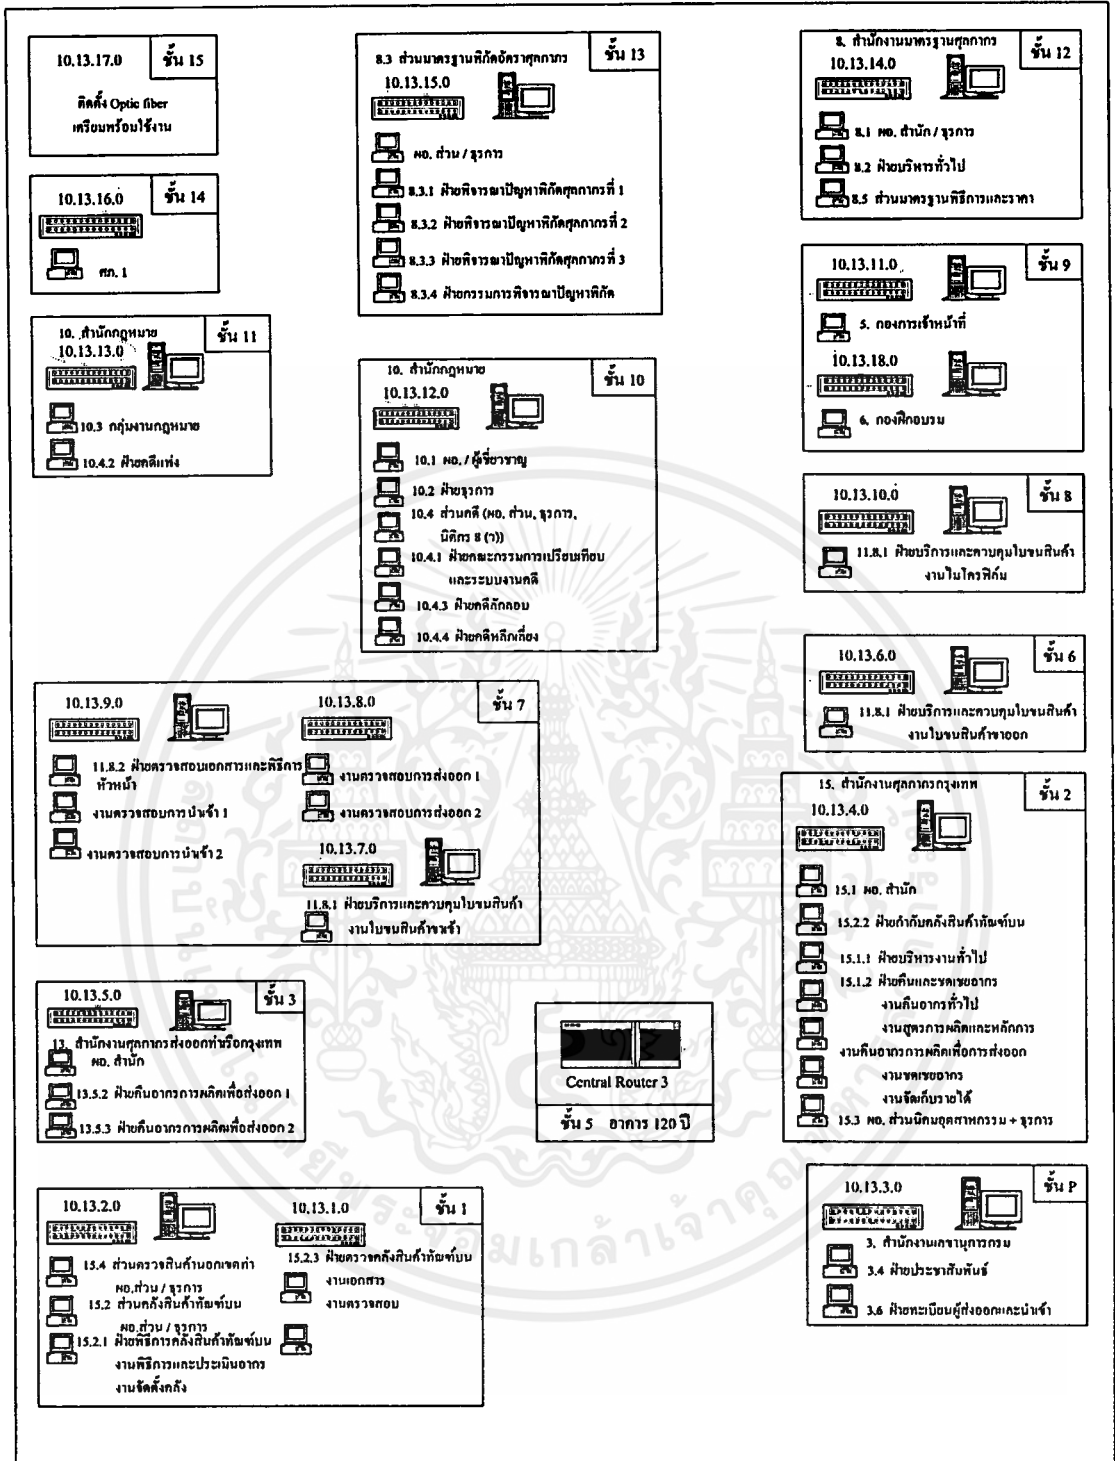 10.13.17.0
ชั้น 15
ติดตั้ง Optic fiber
เตรียมพร้อมใช้งาน
8.3 ส่วนมาตรฐานพิกัดอัตราศุลกากร
ชั้น 13
10.13.15.0
ผอ. ส่วน / ธุรการ
8.3.1 ฝ่ายพิจารณาปัญหาพิกัดศุลกากรที่ 1
8.3.2 ฝ่ายพิจารณาปัญหาพิกัดศุลกากรที่ 2
8.3.3 ฝ่ายพิจารณาปัญหาพิกัดศุลกากรที่ 3
8.3.4 ฝ่ายกรรมการพิจารณาปัญหาพิกัด
8. สำนักงานมาตรฐานศุลกากร
ชั้น 12
10.13.14.0
8.1 ผอ. สำนัก / ธุรการ
8.2 ฝ่ายบริหารทั่วไป
8.5 ส่วนมาตรฐานพิธีการและราคา
10.13.16.0
ชั้น 14
ศภ. 1
10.13.11.0
ชั้น 9
5. กองการเจ้าหน้าที่
10.13.18.0
6. กองฝึกอบรม
10. สำนักกฎหมาย
ชั้น 11
10.13.13.0
10.3 กลุ่มงานกฎหมาย
10.4.2 ฝ่ายคดีแพ่ง
10. สำนักกฎหมาย
ชั้น 10
10.13.12.0
10.1 ผอ. / ผู้เชี่ยวชาญ
10.2 ฝ่ายธุรการ
10.4 ส่วนคดี (ผอ. ส่วน, ธุรการ,
นิติกร 8 (ว))
10.4.1 ฝ่ายคณะกรรมการเปรียบเทียบ
และระบบงานคดี
10.4.3 ฝ่ายคดีลักลอบ
10.4.4 ฝ่ายคดีหลีกเลี่ยง
10.13.10.0
ชั้น 8
11.8.1 ฝ่ายบริการและควบคุมใบขนสินค้า
งานไมโครฟิล์ม
10.13.6.0
ชั้น 6
11.8.1 ฝ่ายบริการและควบคุมใบขนสินค้า
งานใบขนสินค้าขาออก
10.13.9.0
10.13.8.0
ชั้น 7
11.8.2 ฝ่ายตรวจสอบเอกสารและพิธีการ
หัวหน้า
งานตรวจสอบการนำเข้า 1
งานตรวจสอบการนำเข้า 2
งานตรวจสอบการส่งออก 1
งานตรวจสอบการส่งออก 2
10.13.7.0
11.8.1 ฝ่ายบริการและควบคุมใบขนสินค้า
งานใบขนสินค้าขาเข้า
15. สำนักงานศุลกากรกรุงเทพ
ชั้น 2
10.13.4.0
15.1 ผอ. สำนัก
15.2.2 ฝ่ายกำกับคลังสินค้าทัณฑ์บน
15.1.1 ฝ่ายบริหารงานทั่วไป
15.1.2 ฝ่ายคืนและชดเชยอากร
งานคืนอากรทั่วไป
งานสูตรการผลิตและหลักการ
งานคืนอากรการผลิตเพื่อการส่งออก
งานชดเชยอากร
งานจัดเก็บรายได้
15.3 ผอ. ส่วนนิคมอุตสาหกรรม + ธุรการ
10.13.5.0
ชั้น 3
13. สำนักงานศุลกากรส่งออกท่าเรือกรุงเทพ
ผอ. สำนัก
13.5.2 ฝ่ายคืนอากรการผลิตเพื่อส่งออก 1
13.5.3 ฝ่ายคืนอากรการผลิตเพื่อส่งออก 2
Central Router 3
ชั้น 5 อาคาร 120 ปี
10.13.2.0
10.13.1.0
ชั้น 1
15.4 ส่วนตรวจสินค้านอกเขตท่า
ผอ.ส่วน / ธุรการ
15.2 ส่วนคลังสินค้าทัณฑ์บน
ผอ.ส่วน / ธุรการ
15.2.1 ฝ่ายพิธีการคลังสินค้าทัณฑ์บน
งานพิธีการและประเมินอากร
งานจัดตั้งคลัง
15.2.3 ฝ่ายตรวจคลังสินค้าทัณฑ์บน
งานเอกสาร
งานตรวจสอบ
10.13.3.0
ชั้น P
3. สำนักงานเลขานุการกรม
3.4 ฝ่ายประชาสัมพันธ์
3.6 ฝ่ายทะเบียนผู้ส่งออกและนำเข้า